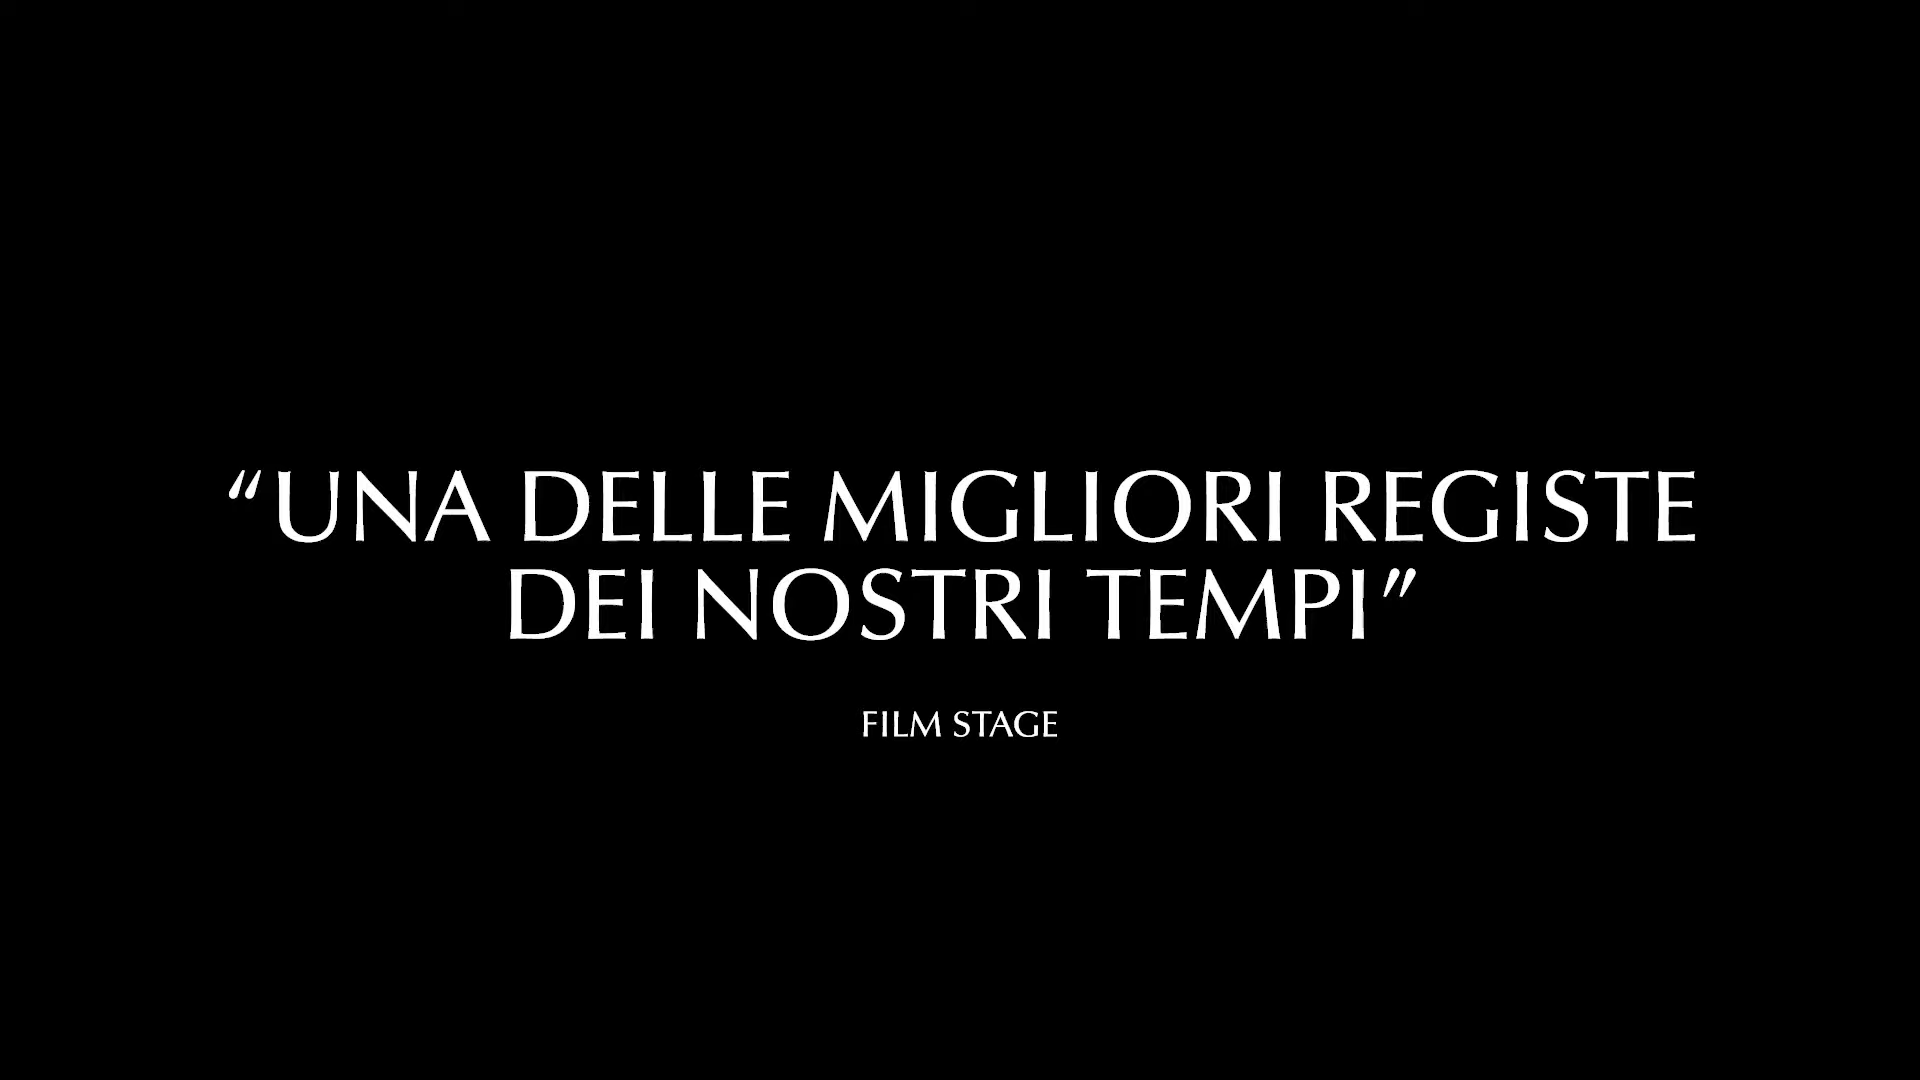 “UNA DELLE MIGLIORI REGISTE
DEI NOSTRI TEMPI”
FILM STAGE